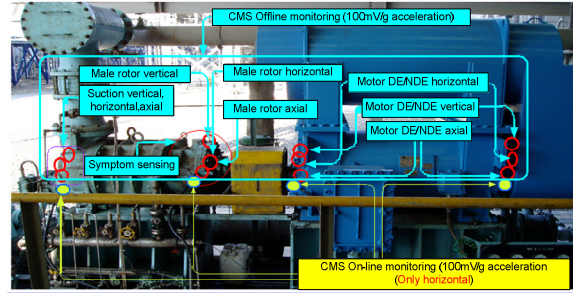 CMS Offline monitoring (100mV/g acceleration)
Male rotor vertical
Male rotor horizontal
Suction vertical,
horizontal,axial
Male rotor axial
Motor DE/NDE horizontal
Motor DE/NDE vertical
Motor DE/NDE axial
Symptom sensing
CMS On-line monitoring (100mV/g acceleration
(Only horizontal)